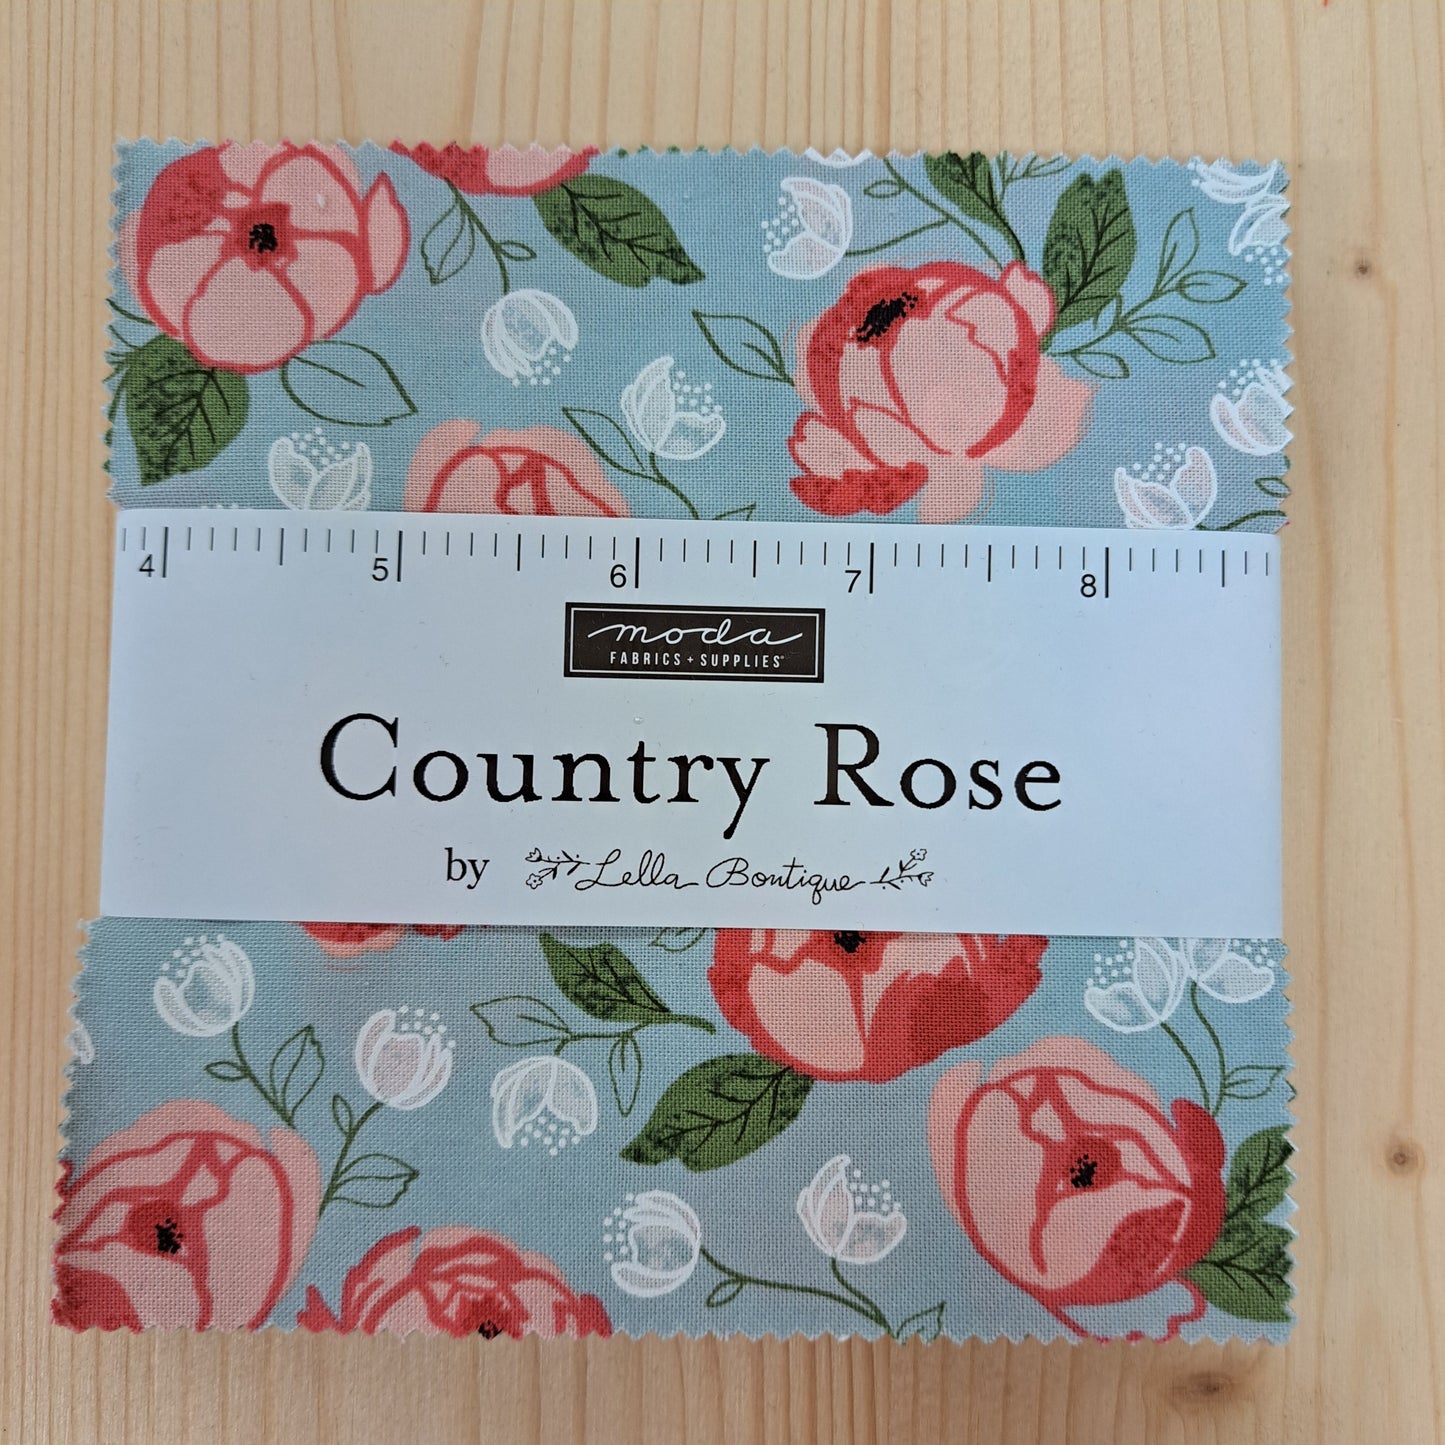 4 5 6 7 8
moda
FABRICS + SUPPLIES®
Country Rose
by Lella Boutique